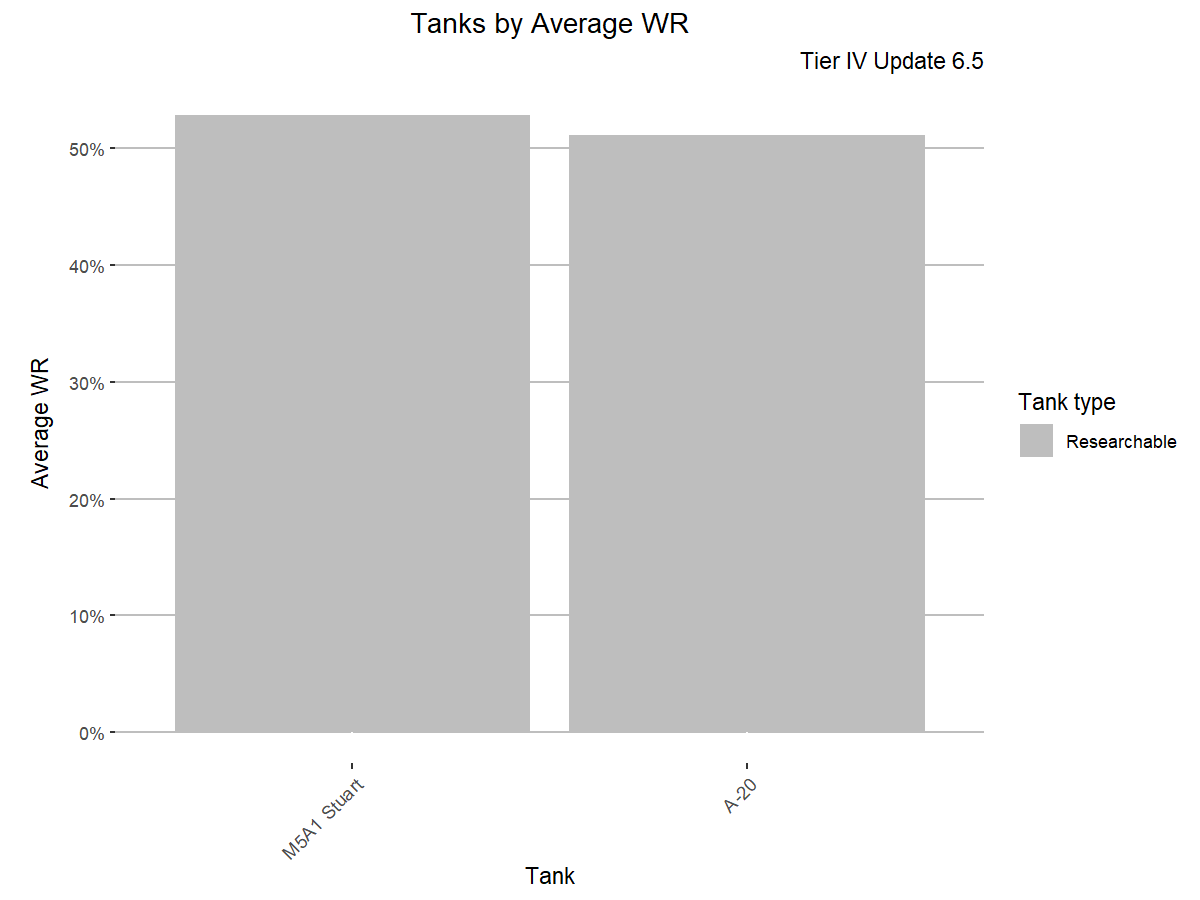 Tanks by Average WR
Tier IV Update 6.5
Average WR
50%
40%
30%
20%
10%
0%
M5A1 Stuart
A-20
Tank
Tank type
Researchable